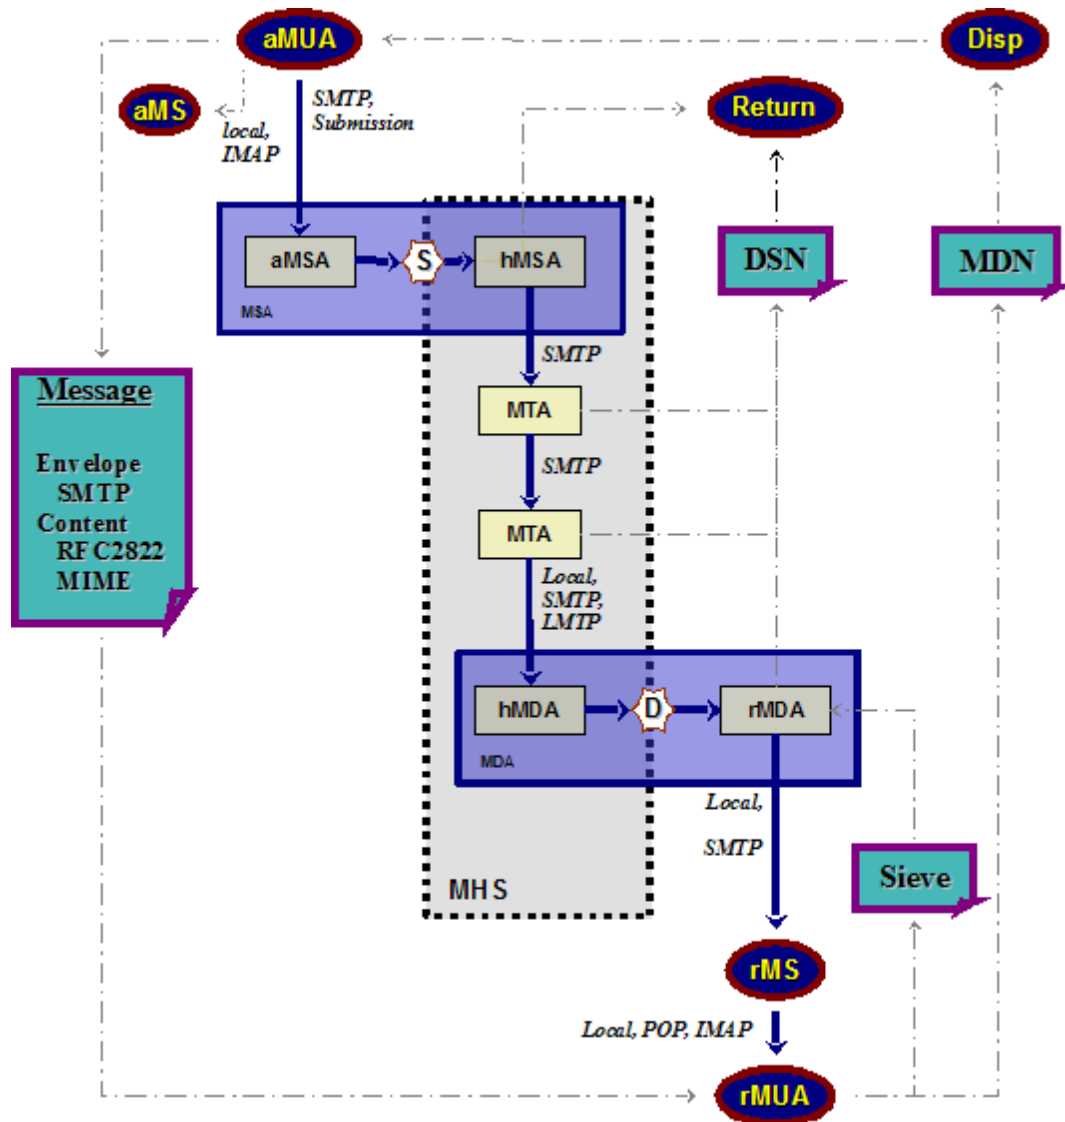 aMUA
Disp
aMS
SMTP,
Submission
local,
IMAP
Return
aMSA
S
hMSA
MSA
DSN
MDN
SMTP
MTA
SMTP
MTA
Message
Envelope
SMTP
Content
RFC2822
MIME
Local,
SMTP,
LMTP
hMDA
D
rMDA
MDA
Local,
SMTP
MHS
Sieve
rMS
Local, POP, IMAP
rMUA